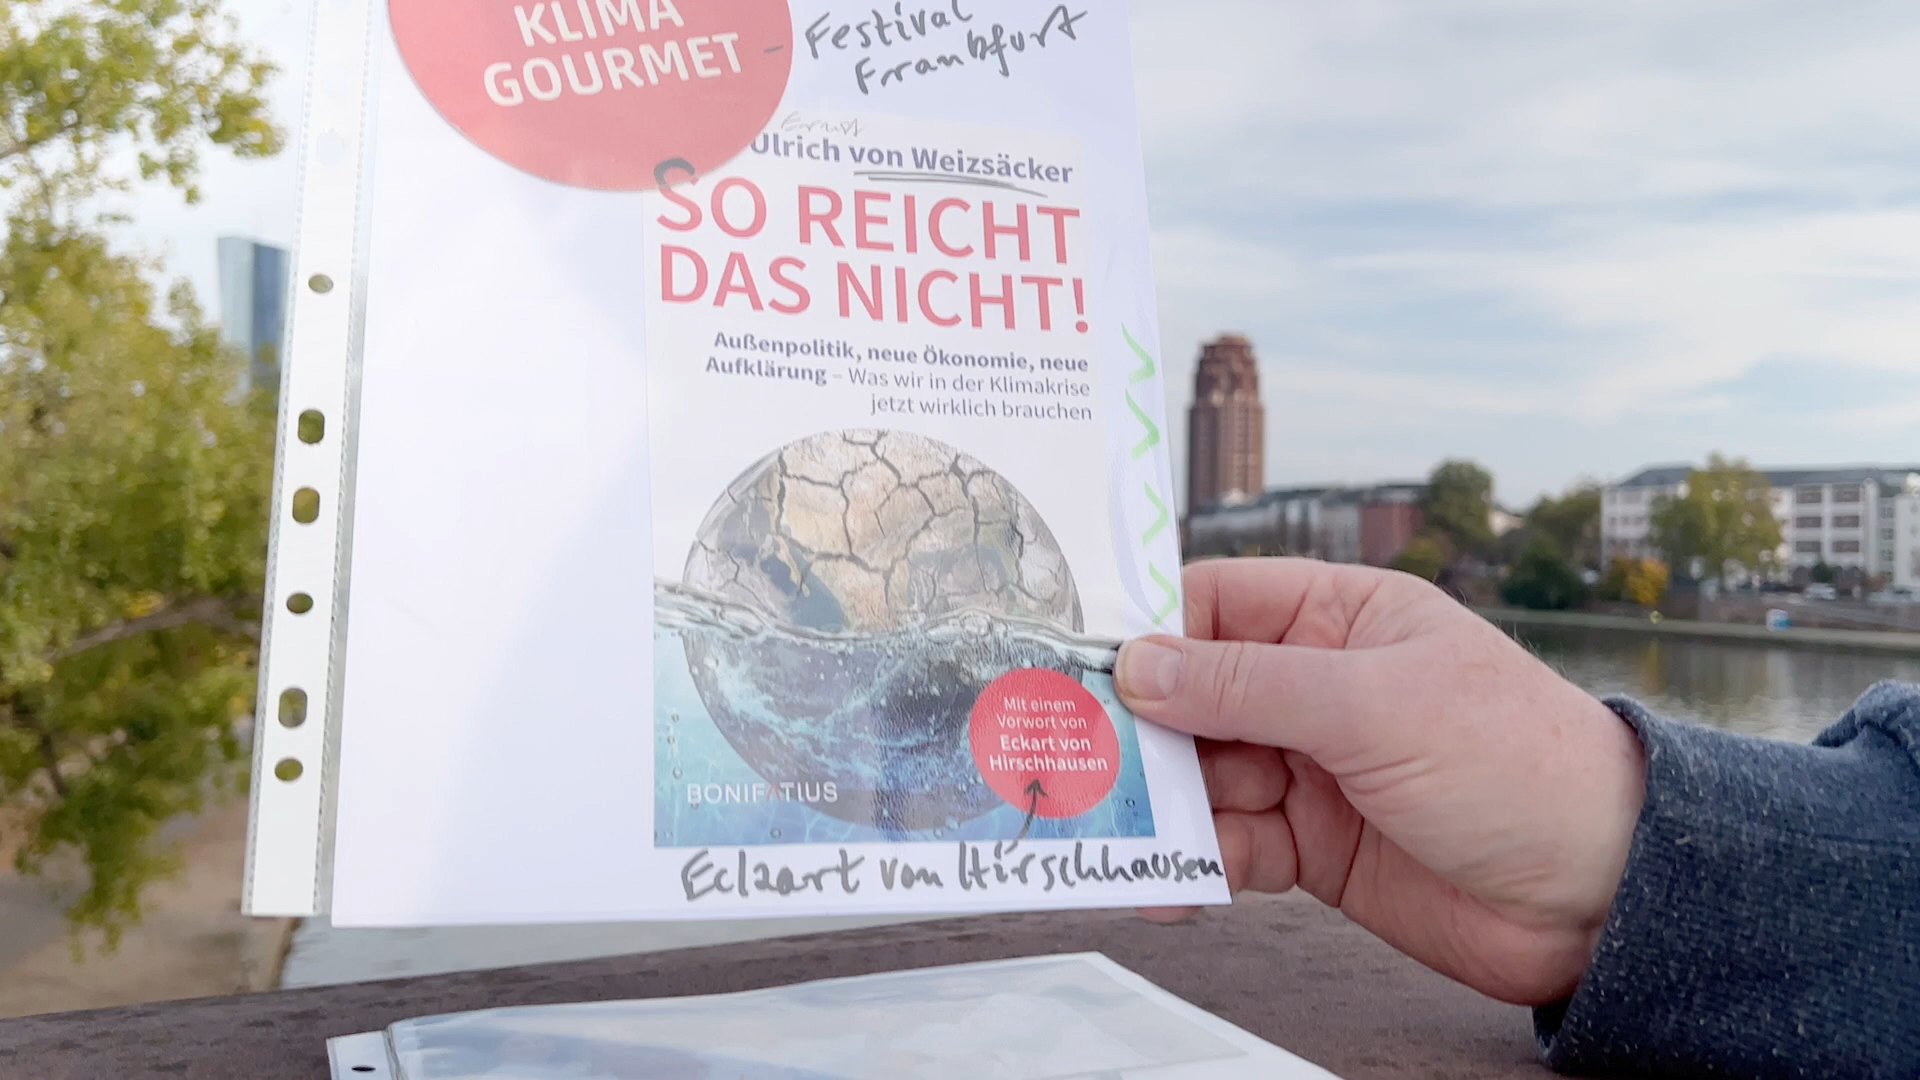 KLIMA
GOURMET
- Festival
Frankfurt
Ernst
Ulrich von Weizsäcker
SO REICHT
DAS NICHT!
Außenpolitik, neue Ökonomie, neue
Aufklärung – Was wir in der Klimakrise
jetzt wirklich brauchen
Mit einem
Vorwort von
Eckart von
Hirschhausen
BONIFATIUS
Eckart von Hirschhausen